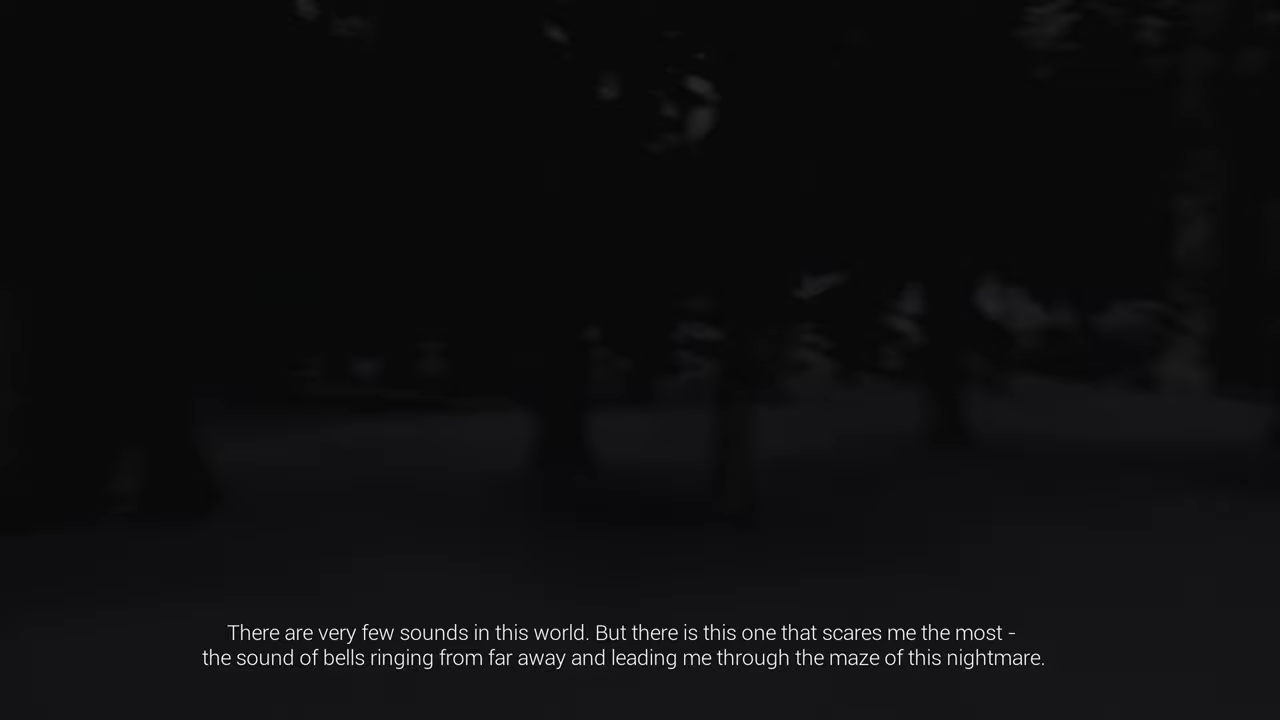 There are very few sounds in this world. But there is this one that scares me the most -
the sound of bells ringing from far away and leading me through the maze of this nightmare.